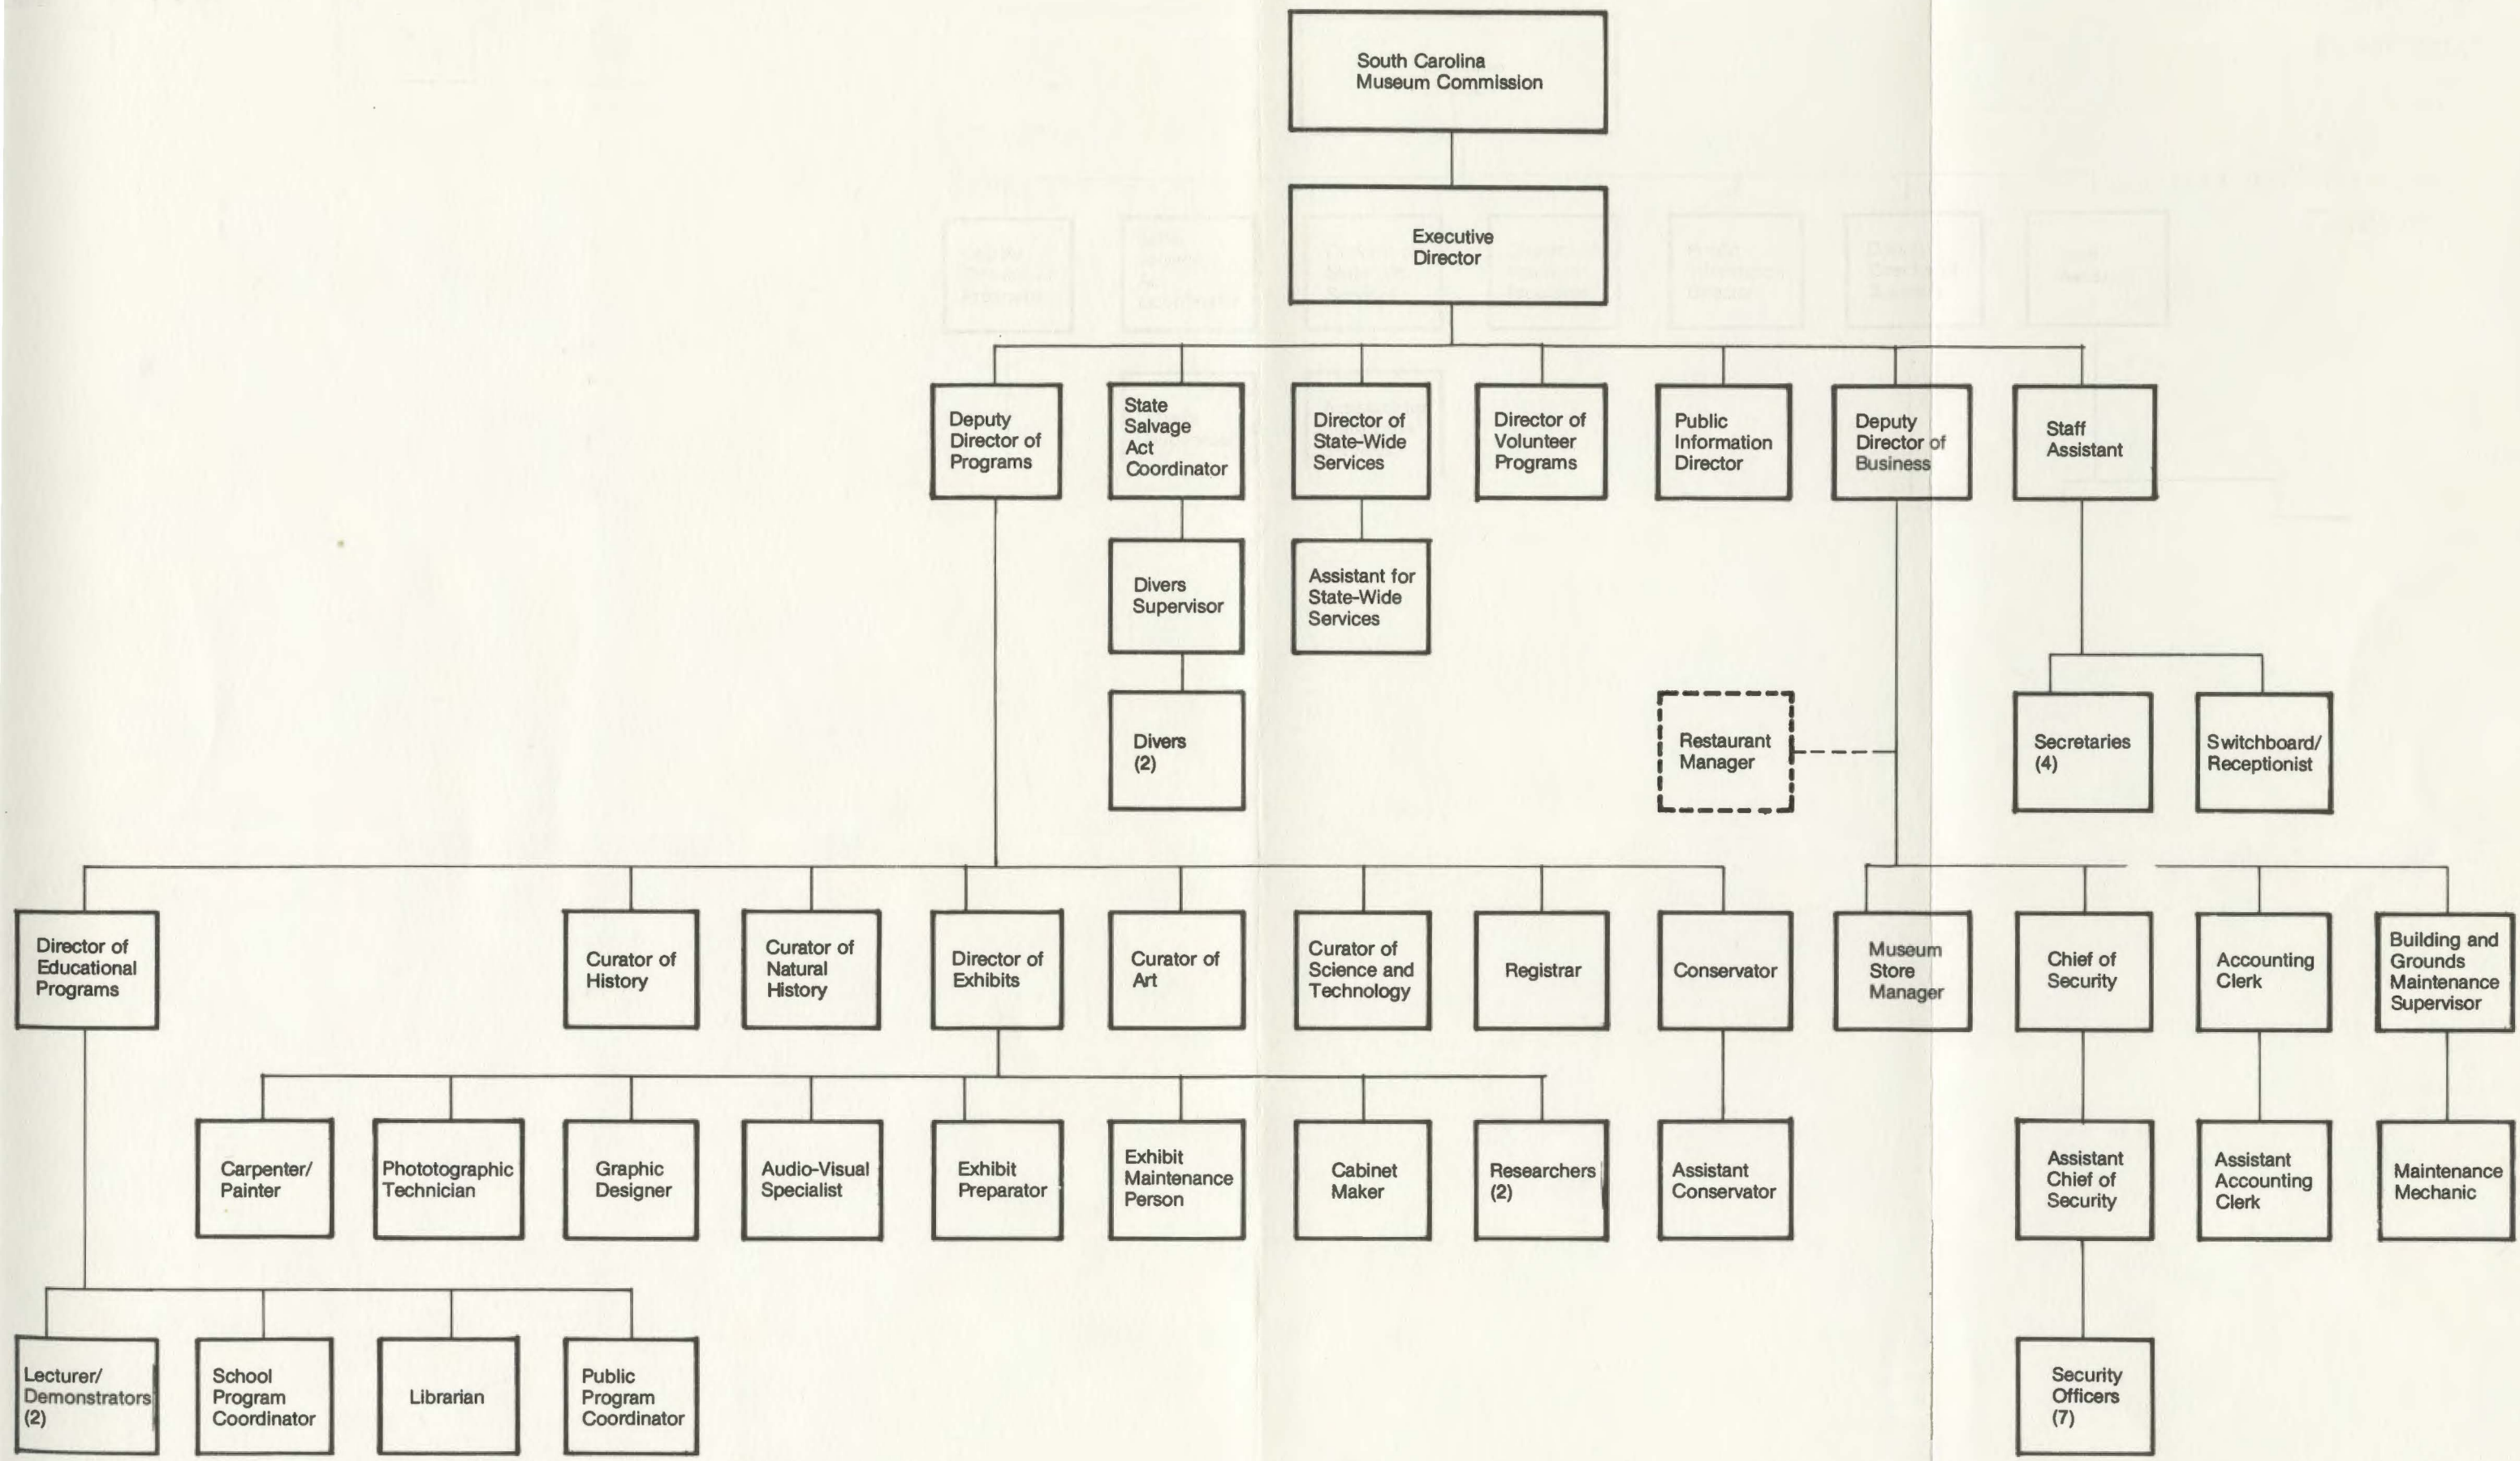 South Carolina
Museum Commission
Executive
Director
Deputy
Director of
Programs
State
Salvage
Act
Coordinator
Director of
State-Wide
Services
Director of
Volunteer
Programs
Public
Information
Director
Deputy
Director of
Business
Staff
Assistant
Divers
Supervisor
Assistant for
State-Wide
Services
Divers
(2)
Restaurant
Manager
Secretaries
(4)
Switchboard/
Receptionist
Director of
Educational
Programs
Curator of
History
Curator of
Natural
History
Director of
Exhibits
Curator of
Art
Curator of
Science and
Technology
Registrar
Conservator
Museum
Store
Manager
Chief of
Security
Accounting
Clerk
Building and
Grounds
Maintenance
Supervisor
Carpenter/
Painter
Phototographic
Technician
Graphic
Designer
Audio-Visual
Specialist
Exhibit
Preparator
Exhibit
Maintenance
Person
Cabinet
Maker
Researchers
(2)
Assistant
Conservator
Assistant
Chief of
Security
Assistant
Accounting
Clerk
Maintenance
Mechanic
Lecturer/
Demonstrators
(2)
School
Program
Coordinator
Librarian
Public
Program
Coordinator
Security
Officers
(7)